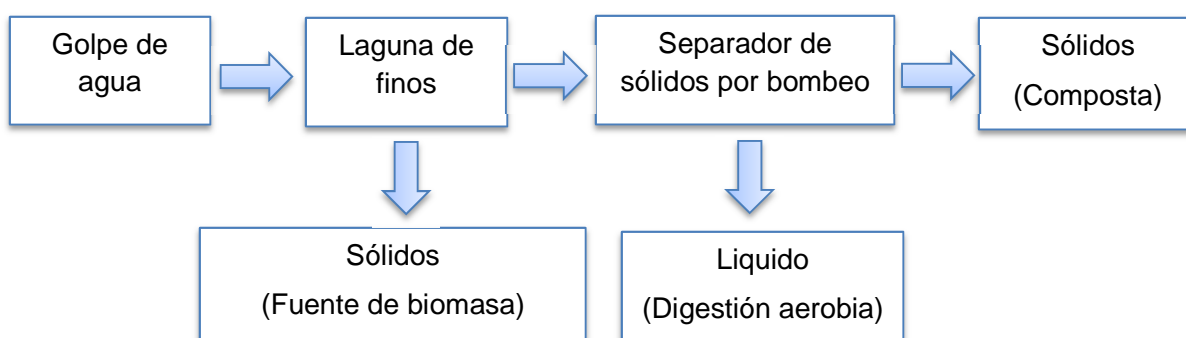 Golpe de
agua
Laguna de
finos
Separador de
sólidos por bombeo
Sólidos
(Composta)
Sólidos
(Fuente de biomasa)
Liquido
(Digestión aerobia)